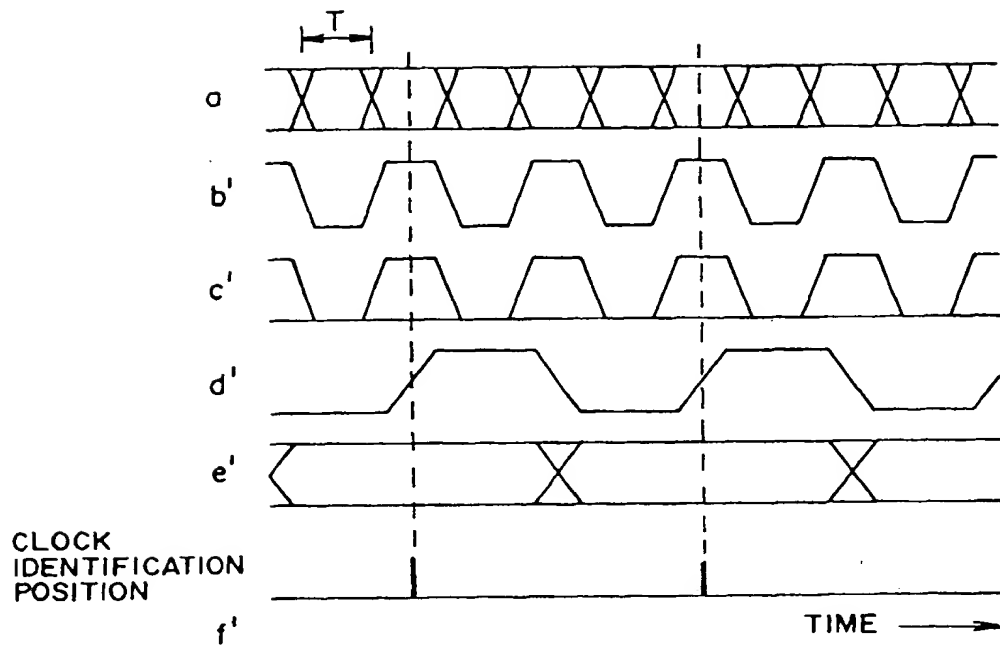 T
a
b'
c'
d'
e'
CLOCK
IDENTIFICATION
POSITION
f'
TIME